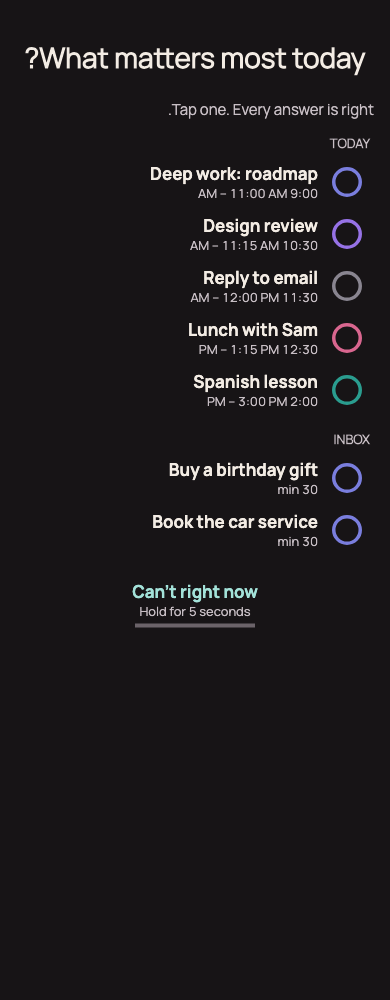 ?What matters most today
.Tap one. Every answer is right
TODAY
Deep work: roadmap
AM – 11:00 AM 9:00
Design review
AM – 11:15 AM 10:30
Reply to email
AM – 12:00 PM 11:30
Lunch with Sam
PM – 1:15 PM 12:30
Spanish lesson
PM – 3:00 PM 2:00
INBOX
Buy a birthday gift
min 30
Book the car service
min 30
Can't right now
Hold for 5 seconds